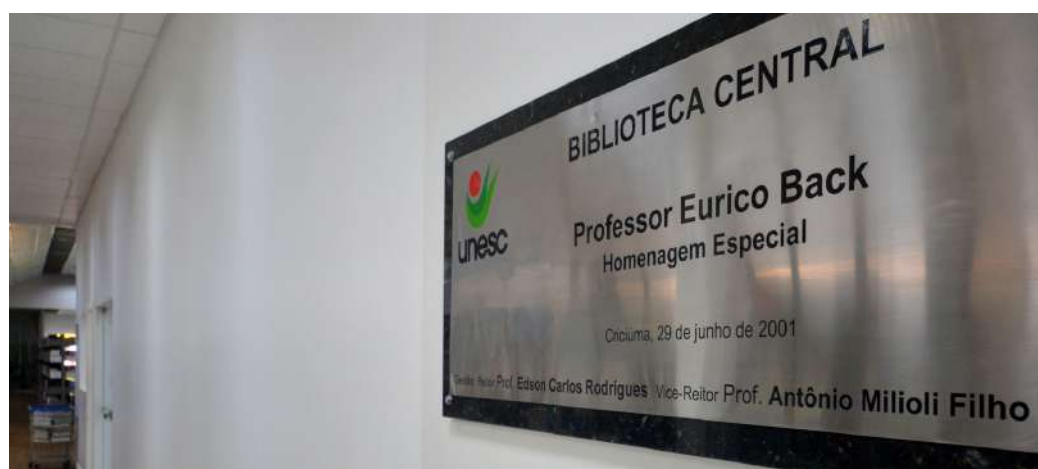 BIBLIOTECA CENTRAL
unesc
Professor Eurico Back
Homenagem Especial
Criciúma, 29 de junho de 2001
Gestão: Reitor Prof. Edson Carlos Rodrigues Vice-Reitor Prof. Antônio Milioli Filho